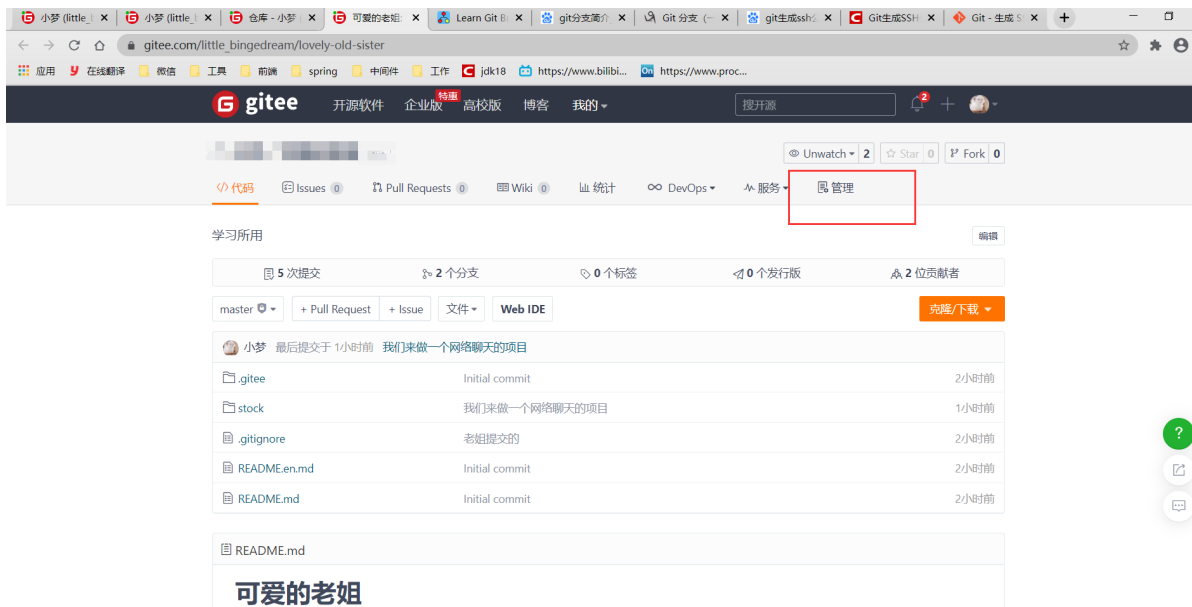 小梦 (little_l
小梦 (little_
仓库 - 小梦 (
可爱的老姐:
Learn Git B
git分支简介_
Git 分支 (一
git生成sshS
Git生成SSH
Git - 生成 S
gitee.com/little_bingedream/lovely-old-sister
应用 在线翻译 微信 工具 前端 spring 中间件 工作 jdk18 https://www.bilibi... https://www.proc...
特惠
gitee 开源软件 企业版 高校版 博客 我的 搜开源 2
Unwatch 2 Star 0 Fork 0
代码 Issues 0 Pull Requests 0 Wiki 0 统计 DevOps 服务 管理
学习所用 编辑
5 次提交 2 个分支 0 个标签 0 个发行版 2 位贡献者
master + Pull Request + Issue 文件 Web IDE 克隆/下载
小梦 最后提交于 1小时前 我们来做一个网络聊天的项目
.gitee Initial commit 2小时前
stock 我们来做一个网络聊天的项目 1小时前
.gitignore 老姐提交的 2小时前
README.en.md Initial commit 2小时前
README.md Initial commit 2小时前
?
README.md
可爱的老姐